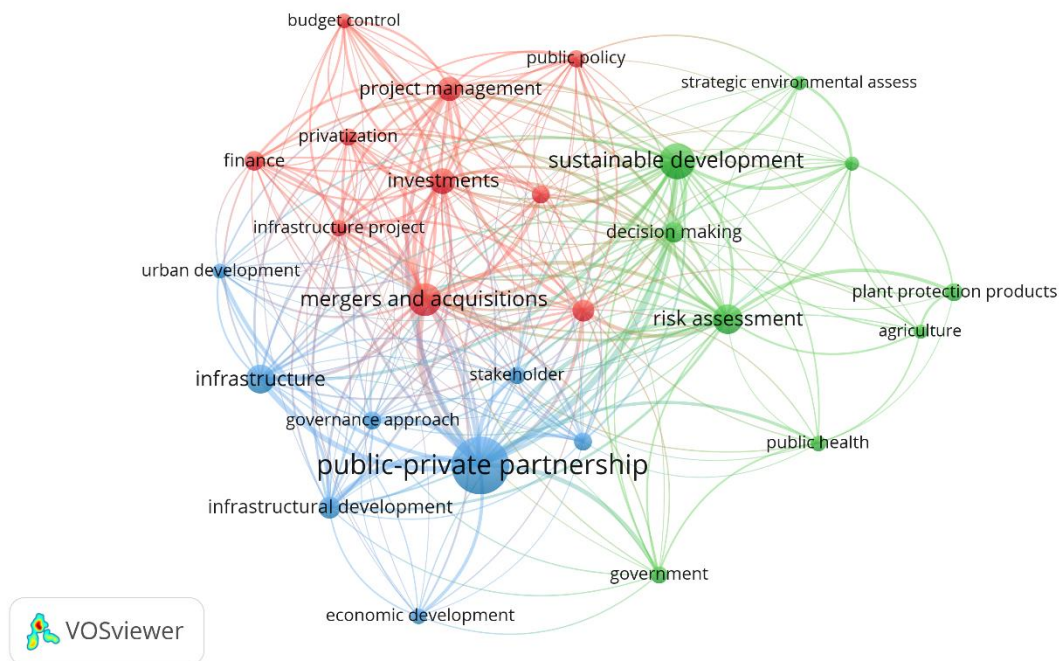 budget control
public policy
strategic environmental assess
project management
privatization
finance
sustainable development
investments
infrastructure project
decision making
urban development
mergers and acquisitions
plant protection products
risk assessment
agriculture
infrastructure
stakeholder
governance approach
public health
public-private partnership
infrastructural development
government
economic development
VOSviewer